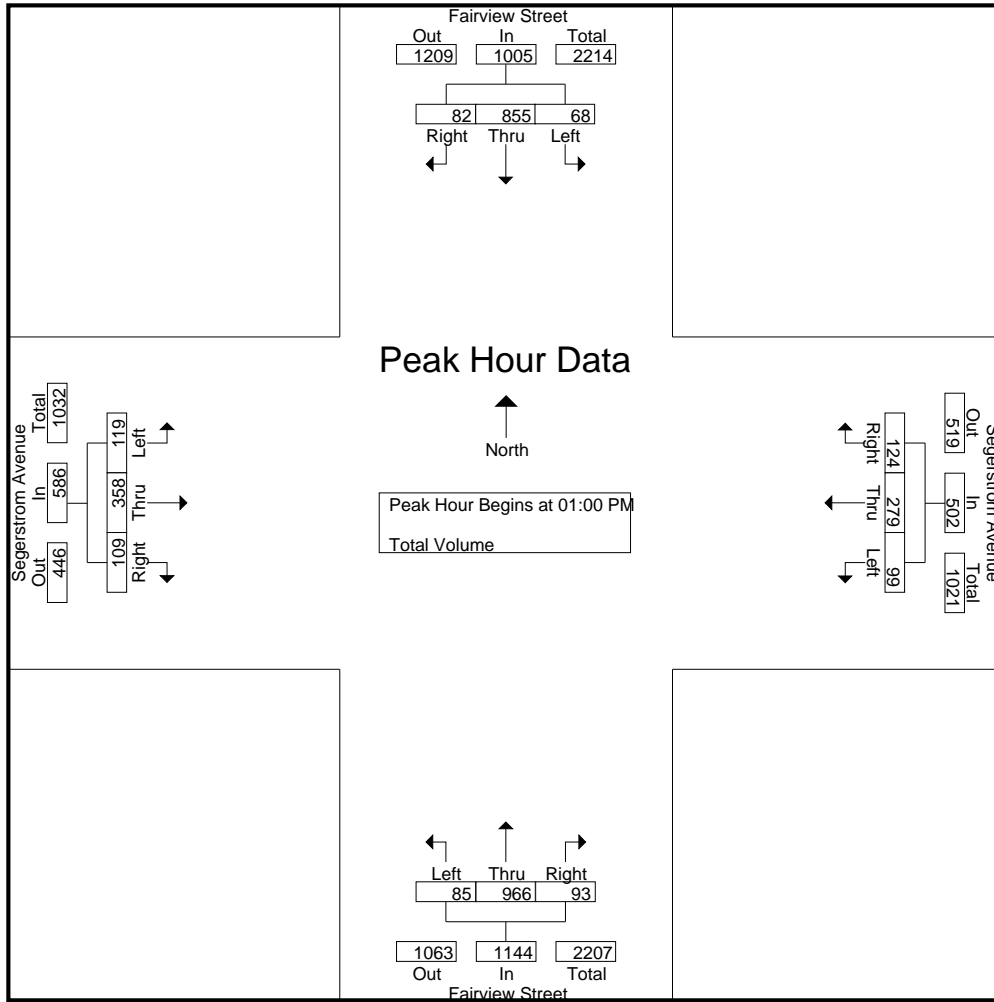 Fairview Street
Out In Total
1209 1005 2214
82 855 68
Right Thru Left
Peak Hour Data
North
Peak Hour Begins at 01:00 PM
Total Volume
Segerstrom Avenue
Out In Total
446 586 1032
109 358 119
Right Thru Left
Segerstrom Avenue
Out In Total
519 502 1021
124 279 99
Right Thru Left
Left Thru Right
85 966 93
1063 1144 2207
Out In Total
Fairview Street